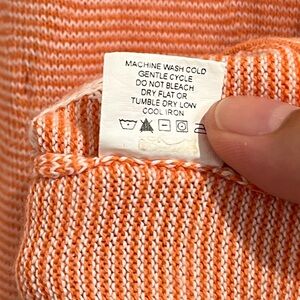 MACHINE WASH COLD
GENTLE CYCLE
DO NOT BLEACH
DRY FLAT OR
TUMBLE DRY LOW
COOL IRON